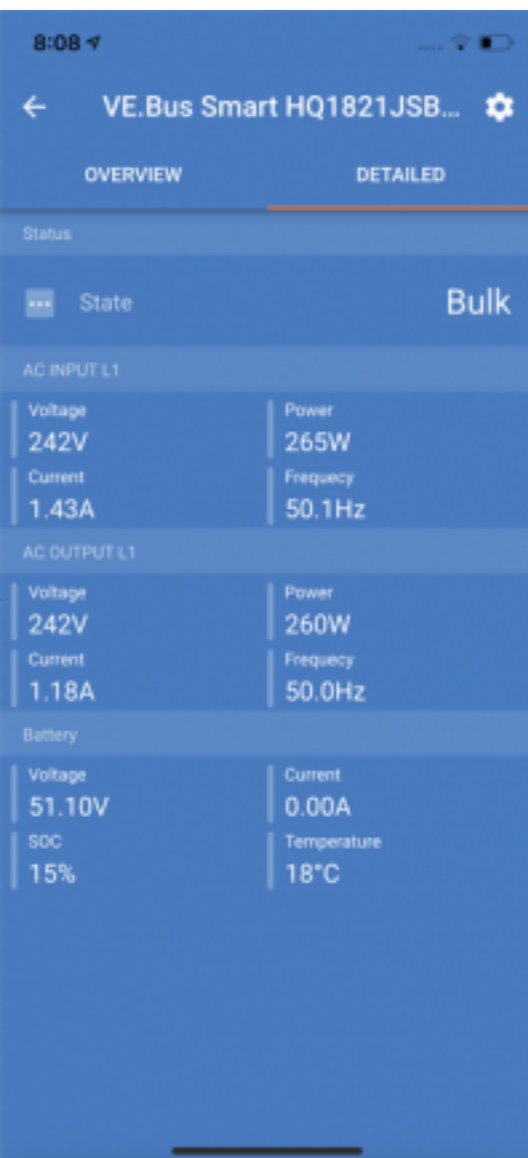 8:08
VE.Bus Smart HQ1821JSB...
OVERVIEW DETAILED
Status
State Bulk
AC INPUT L1
Voltage Power
242V 265W
Current Frequecy
1.43A 50.1Hz
AC OUTPUT L1
Voltage Power
242V 260W
Current Frequecy
1.18A 50.0Hz
Battery
Voltage Current
51.10V 0.00A
SOC Temperature
15% 18°C